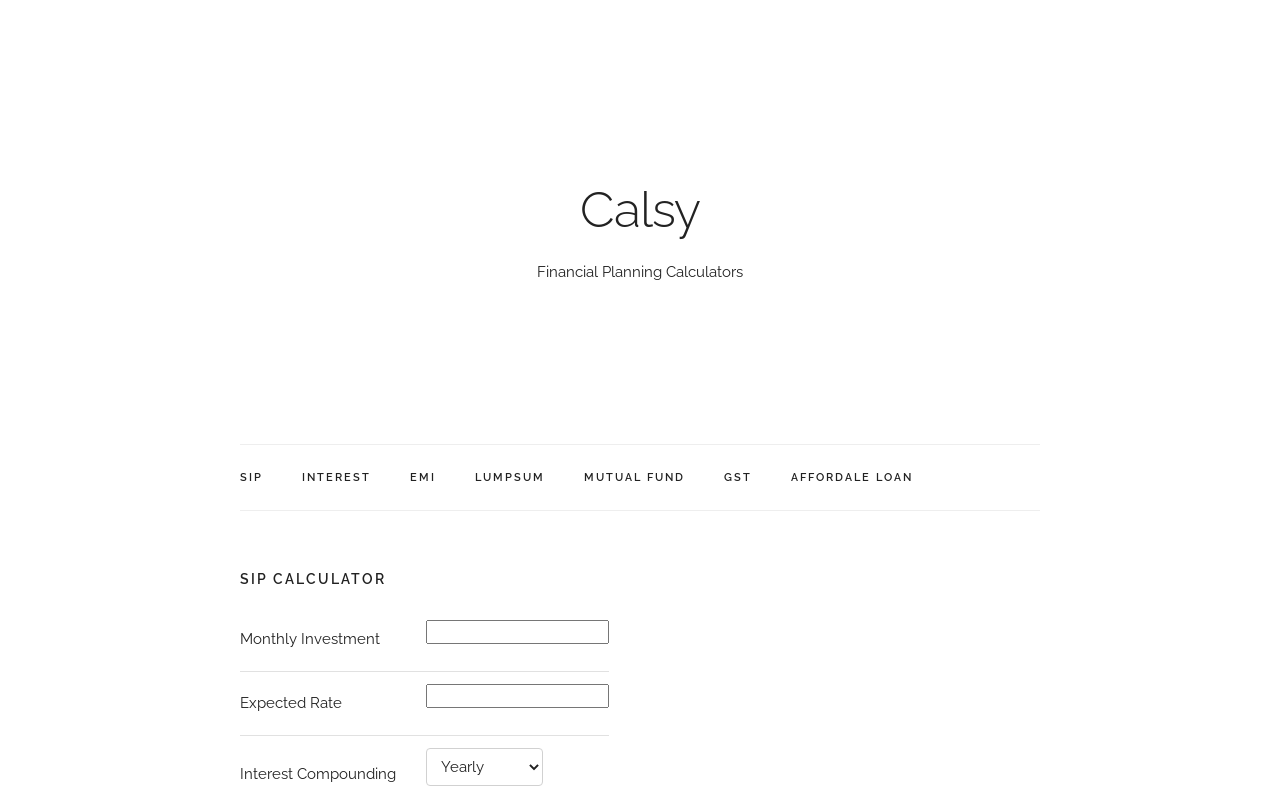 Calsy
Financial Planning Calculators
SIP INTEREST EMI LUMPSUM MUTUAL FUND GST AFFORDALE LOAN
SIP CALCULATOR
Monthly Investment
Expected Rate
Interest Compounding Yearly